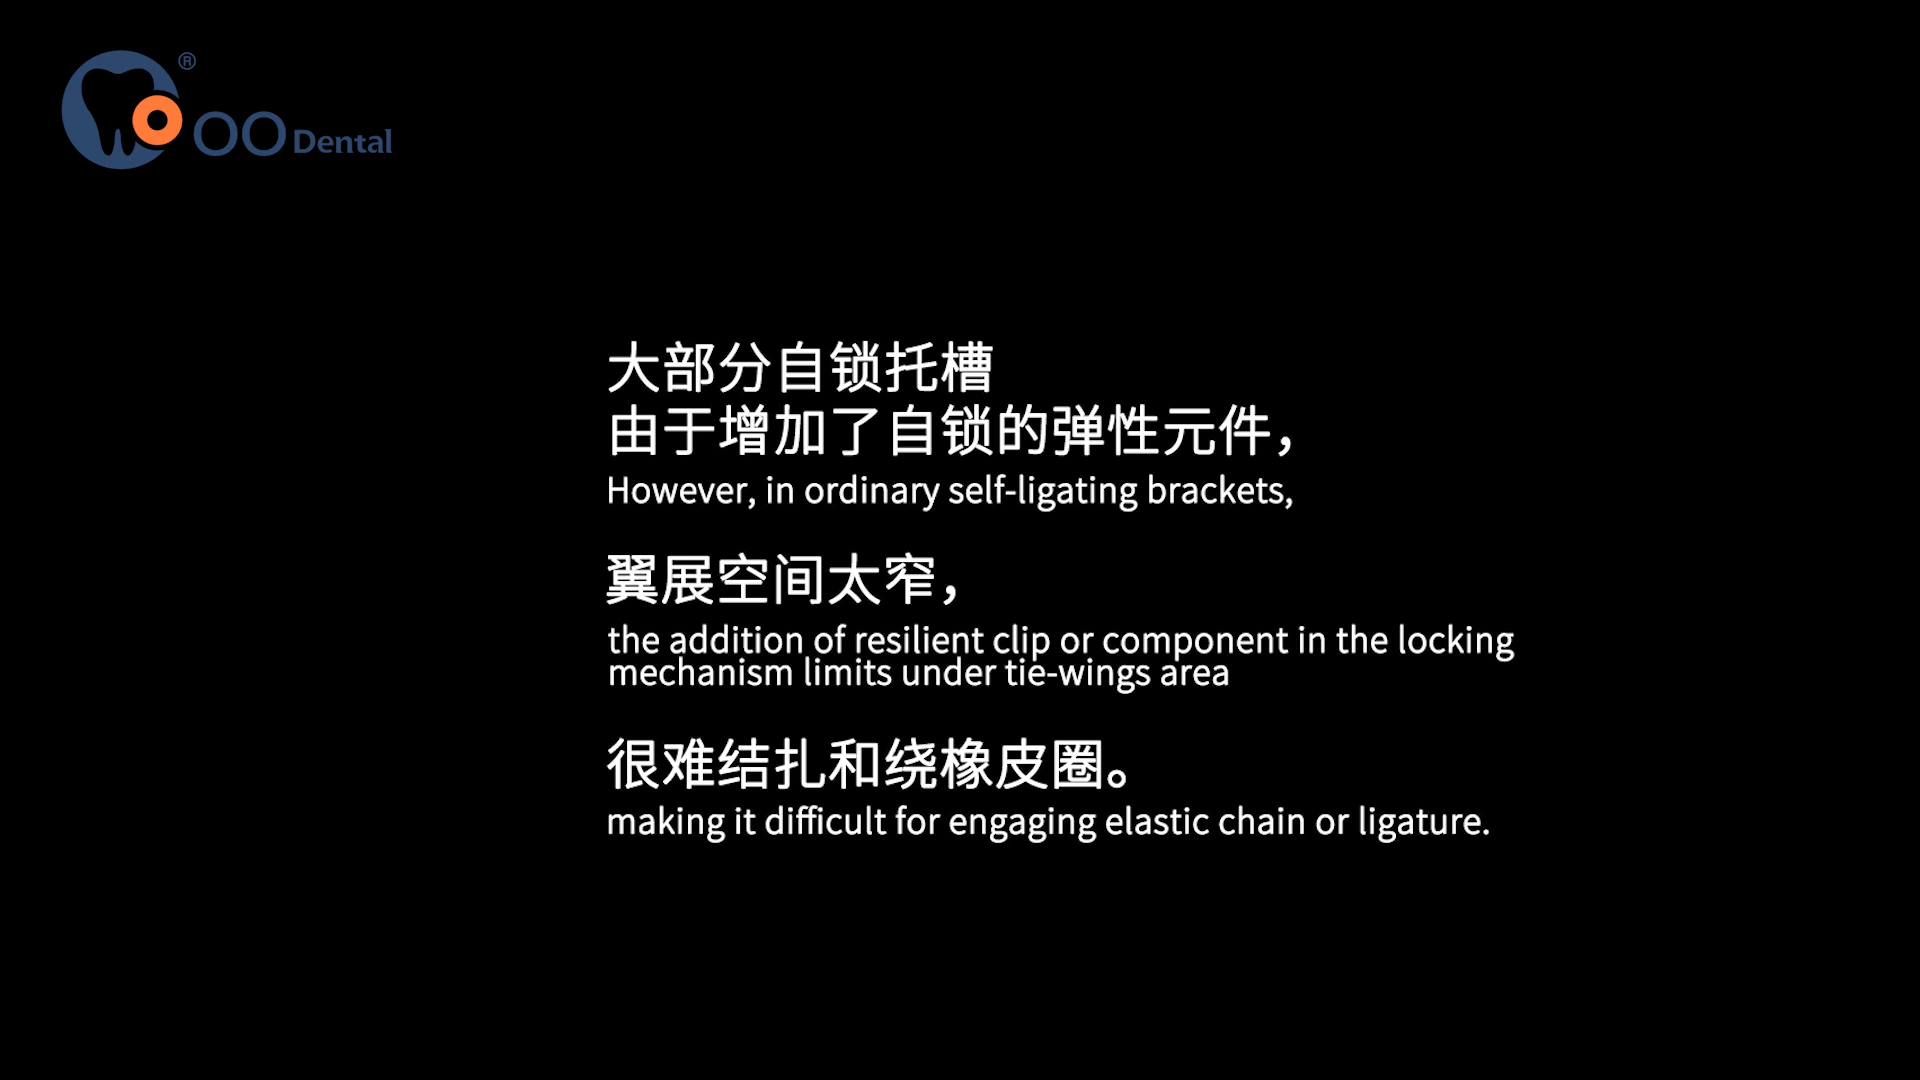 ®
OO Dental
大部分自锁托槽
由于增加了自锁的弹性元件，
However, in ordinary self-ligating brackets,
翼展空间太窄，
the addition of resilient clip or component in the locking
mechanism limits under tie-wings area
很难结扎和绕橡皮圈。
making it difficult for engaging elastic chain or ligature.